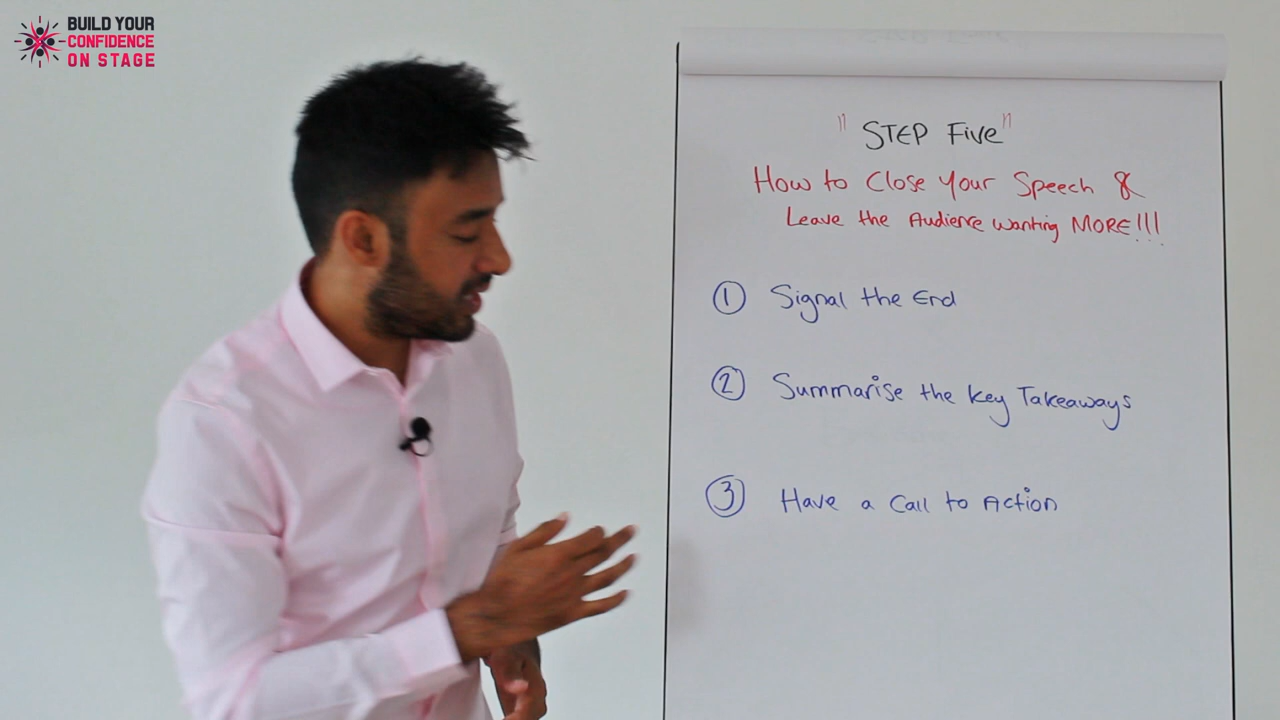 BUILD YOUR
CONFIDENCE
ON STAGE
"STEP Five"
How to Close Your Speech &
Leave the Audience wanting MORE!!!
① Signal the End
② Summarise the Key Takeaways
③ Have a Call to Action